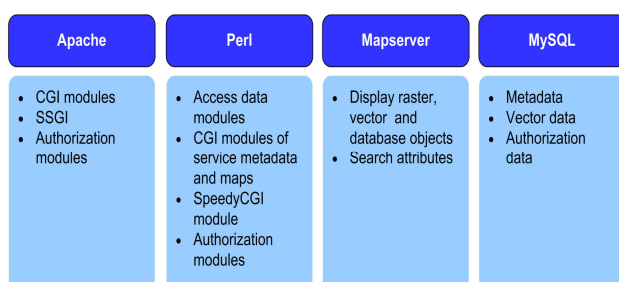 Apache
Perl
Mapserver
MySQL
• CGI modules
• SSGI
• Authorization
modules
• Access data
modules
• CGI modules of
service metadata
and maps
• SpeedyCGI
module
• Authorization
modules
• Display raster,
vector and
database objects
• Search attributes
• Metadata
• Vector data
• Authorization
data